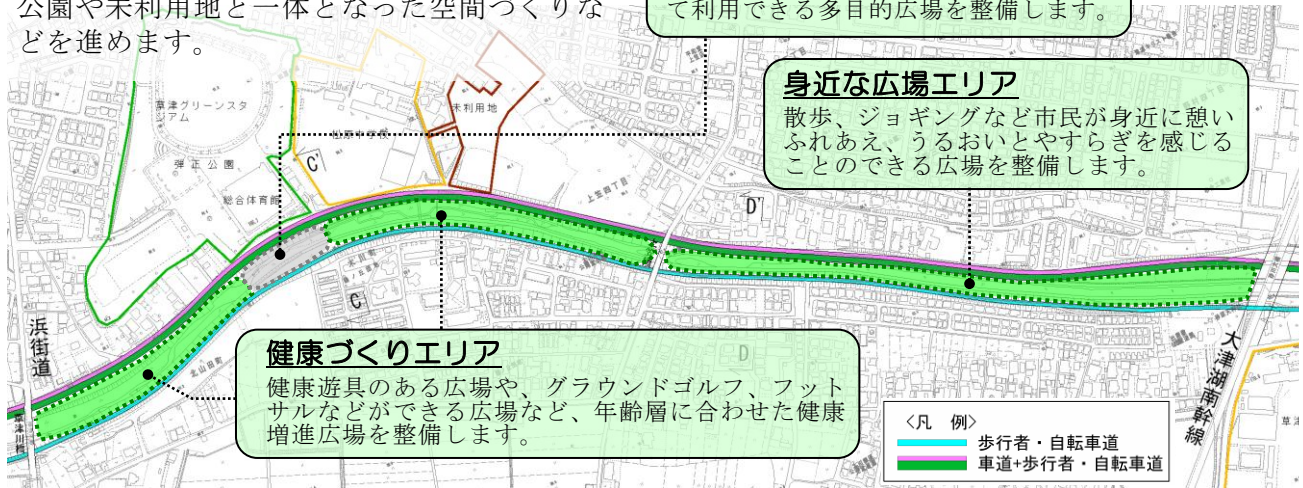 公園や未利用地と一体となった空間づくりな
どを進めます。
て利用できる多目的広場を整備します。
身近な広場エリア
散歩、ジョギングなど市民が身近に憩い
ふれあえ、うるおいとやすらぎを感じる
ことのできる広場を整備します。
草津グリーンスタ
ジアム
弾正公園
総合体育館
未利用地
C'
上笠四丁目
D'
C
D
北山田町
浜街道
草津川橋
健康づくりエリア
健康遊具のある広場や、グラウンドゴルフ、フット
サルなどができる広場など、年齢層に合わせた健康
増進広場を整備します。
大津湖南幹線
<凡 例>
歩行者・自転車道
車道+歩行者・自転車道